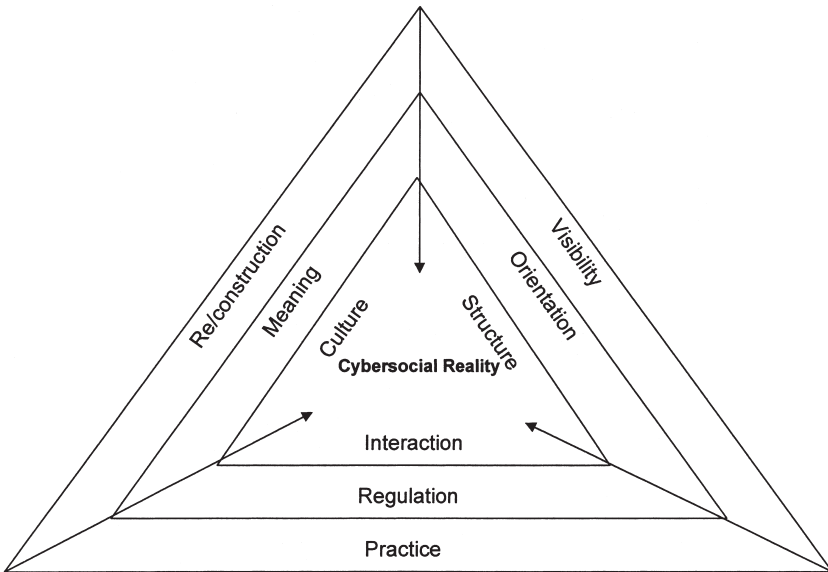 Re/construction
Meaning
Culture
Visibility
Orientation
Structure
Cybersocial Reality
Interaction
Regulation
Practice